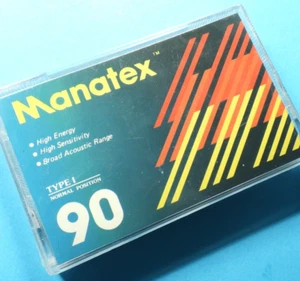 Manatex™
• High Energy
• High Sensitivity
• Broad Acoustic Range
TYPE I
NORMAL POSITION
90